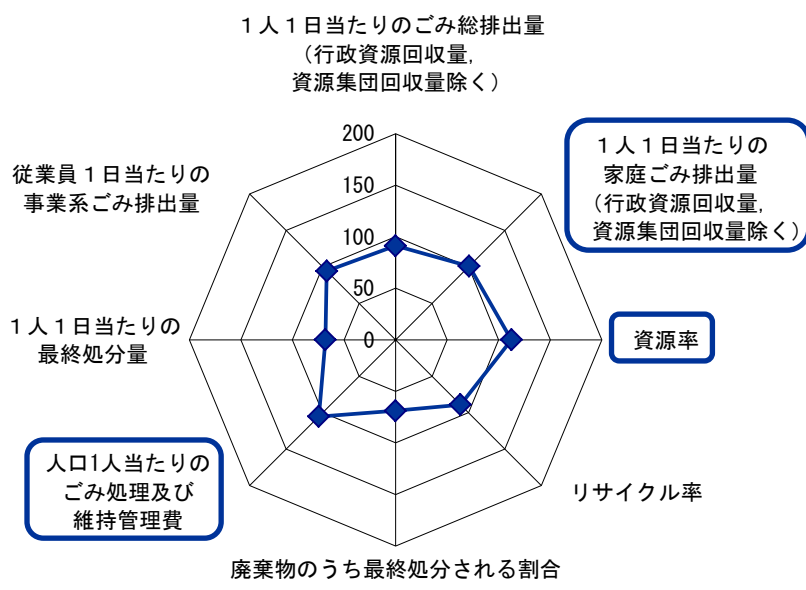 １人１日当たりのごみ総排出量
（行政資源回収量,
資源集団回収量除く）
１人１日当たりの
家庭ごみ排出量
（行政資源回収量,
資源集団回収量除く）
資源率
リサイクル率
廃棄物のうち最終処分される割合
人口1人当たりの
ごみ処理及び
維持管理費
１人１日当たりの
最終処分量
従業員１日当たりの
事業系ごみ排出量
200
150
100
50
0